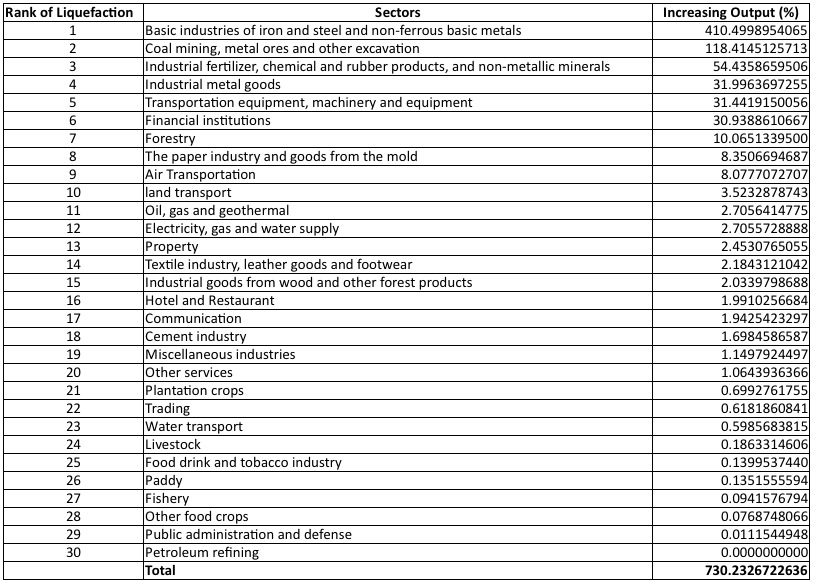 Rank of Liquefaction Sectors Increasing Output (%)
1 Basic industries of iron and steel and non-ferrous basic metals 410.4998954065
2 Coal mining, metal ores and other excavation 118.4145125713
3 Industrial fertilizer, chemical and rubber products, and non-metallic minerals 54.4358659506
4 Industrial metal goods 31.9963697255
5 Transportation equipment, machinery and equipment 31.4419150056
6 Financial institutions 30.9388610667
7 Forestry 10.0651339500
8 The paper industry and goods from the mold 8.3506694687
9 Air Transportation 8.0777072707
10 land transport 3.5232878743
11 Oil, gas and geothermal 2.7056414775
12 Electricity, gas and water supply 2.7055728888
13 Property 2.4530765055
14 Textile industry, leather goods and footwear 2.1843121042
15 Industrial goods from wood and other forest products 2.0339798688
16 Hotel and Restaurant 1.9910256684
17 Communication 1.9425423297
18 Cement industry 1.6984586587
19 Miscellaneous industries 1.1497924497
20 Other services 1.0643936366
21 Plantation crops 0.6992761755
22 Trading 0.6181860841
23 Water transport 0.5985683815
24 Livestock 0.1863314606
25 Food drink and tobacco industry 0.1399537440
26 Paddy 0.1351555594
27 Fishery 0.0941576794
28 Other food crops 0.0768748066
29 Public administration and defense 0.0111544948
30 Petroleum refining 0.0000000000
Total 730.2326722636